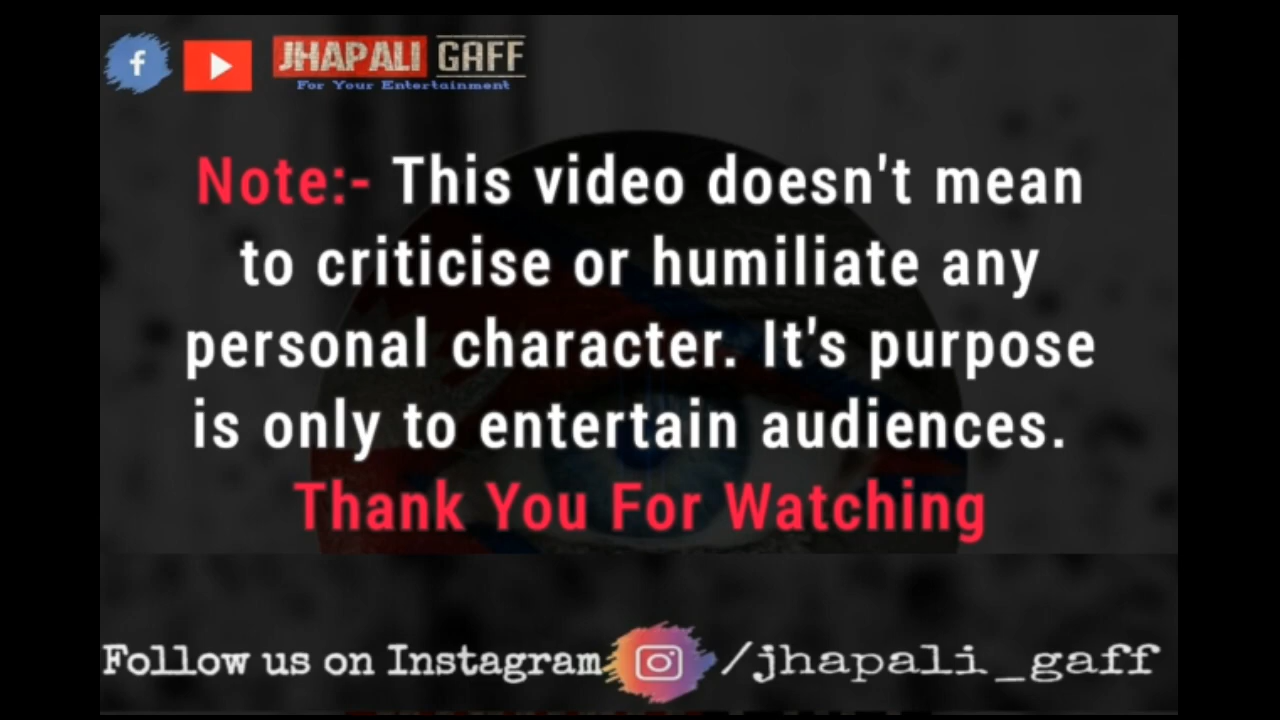 JHAPALI GAFF
For Your Entertainment
Note:- This video doesn't mean
to criticise or humiliate any
personal character. It's purpose
is only to entertain audiences.
Thank You For Watching
Follow us on Instagram /jhapali_gaff